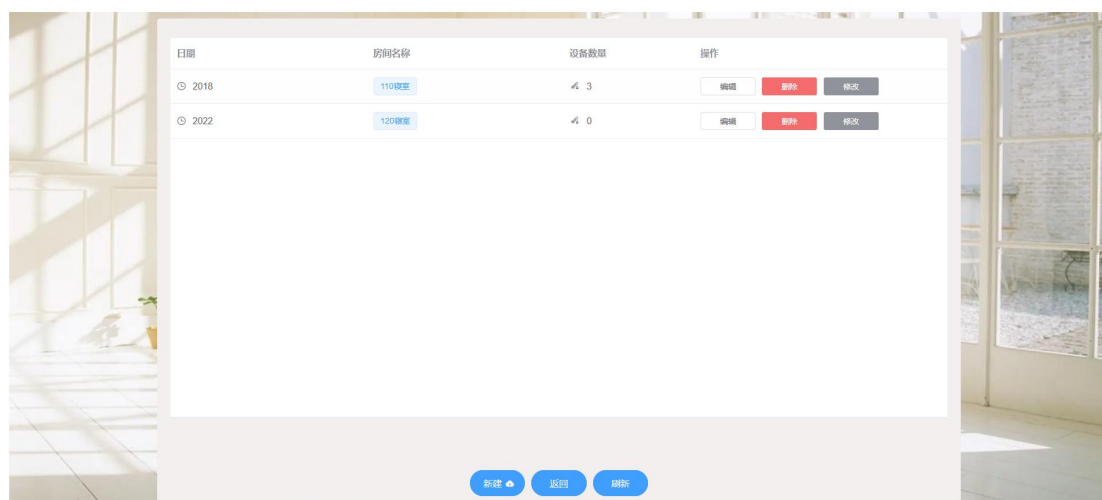 日期 房间名称 设备数量 操作
2018 110寝室 3 编辑 删除 修改
2022 120寝室 0 编辑 删除 修改
新建 返回 刷新